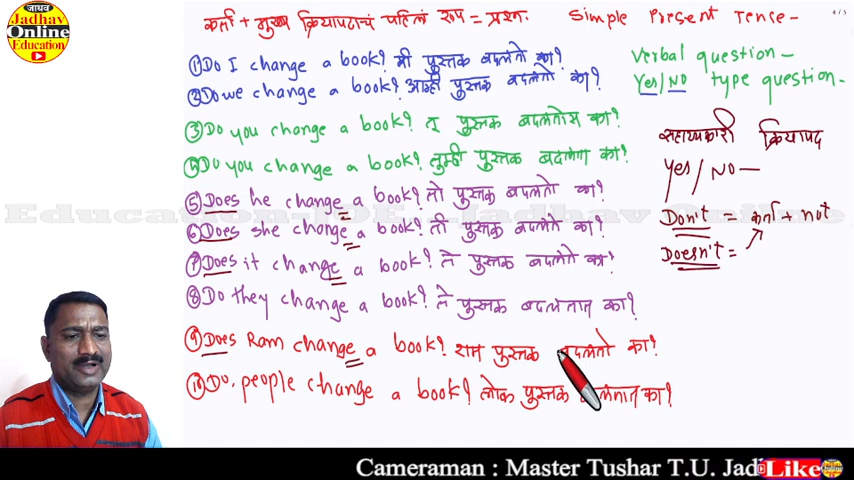 जाधव
Jadhav
Online
Education
कर्ता + मुख्य क्रियापदाचं पहिलं रूप = प्रश्न. Simple Present Tense -
4 / 5
① Do I change a book? मी पुस्तक बदलतो का?
② Do we change a book? आम्ही पुस्तक बदलतो का?
③ Do you change a book? तू पुस्तक बदलतोय का?
④ Do you change a book? तुम्ही पुस्तक बदलता का?
⑤ Does he change a book? तो पुस्तक बदलतो का?
⑥ Does she change a book? ती पुस्तक बदलते का?
⑦ Does it change a book? ते पुस्तक बदलते का?
⑧ Do they change a book? ते पुस्तक बदलतात का?
⑨ Does Ram change a book? राम पुस्तक बदलतो का?
⑩ Do, people change a book? लोक पुस्तक का?
Verbal question -
Yes/No type question -
सहाय्यकारी क्रियापद
Yes / No -
Don't = कर्ता + not
Doesn't =
Cameraman : Master Tushar T.U. Jad
Like